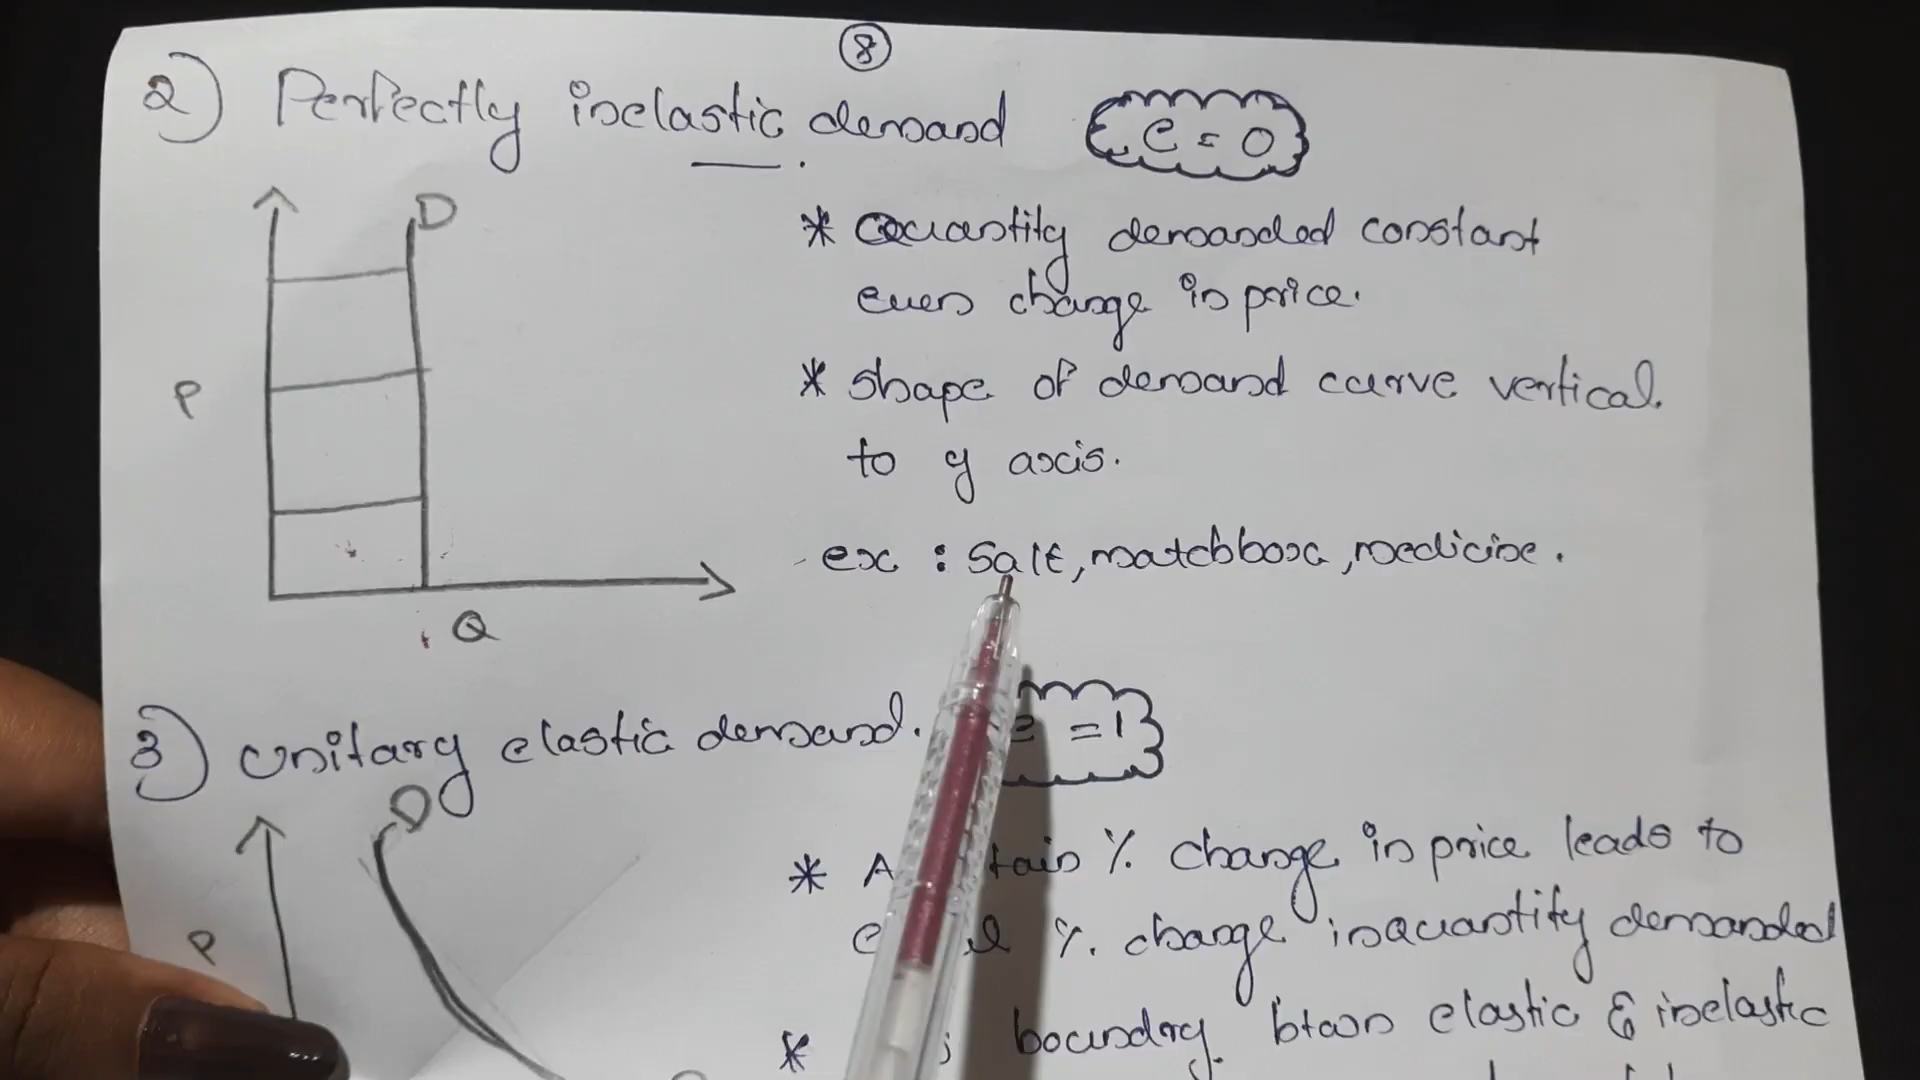 8
2) Perfectly inelastic demand e = 0
D
* Quantity demanded constant
even change in price.
P
* shape of demand curve vertical
to y axis.
ex : Salt, matchbox, medicine.
Q
3) Unitary elastic demand. e = 1
D
* A % change in price leads to
% change in quantity demanded
P
* boundry btwn elastic & inelastic